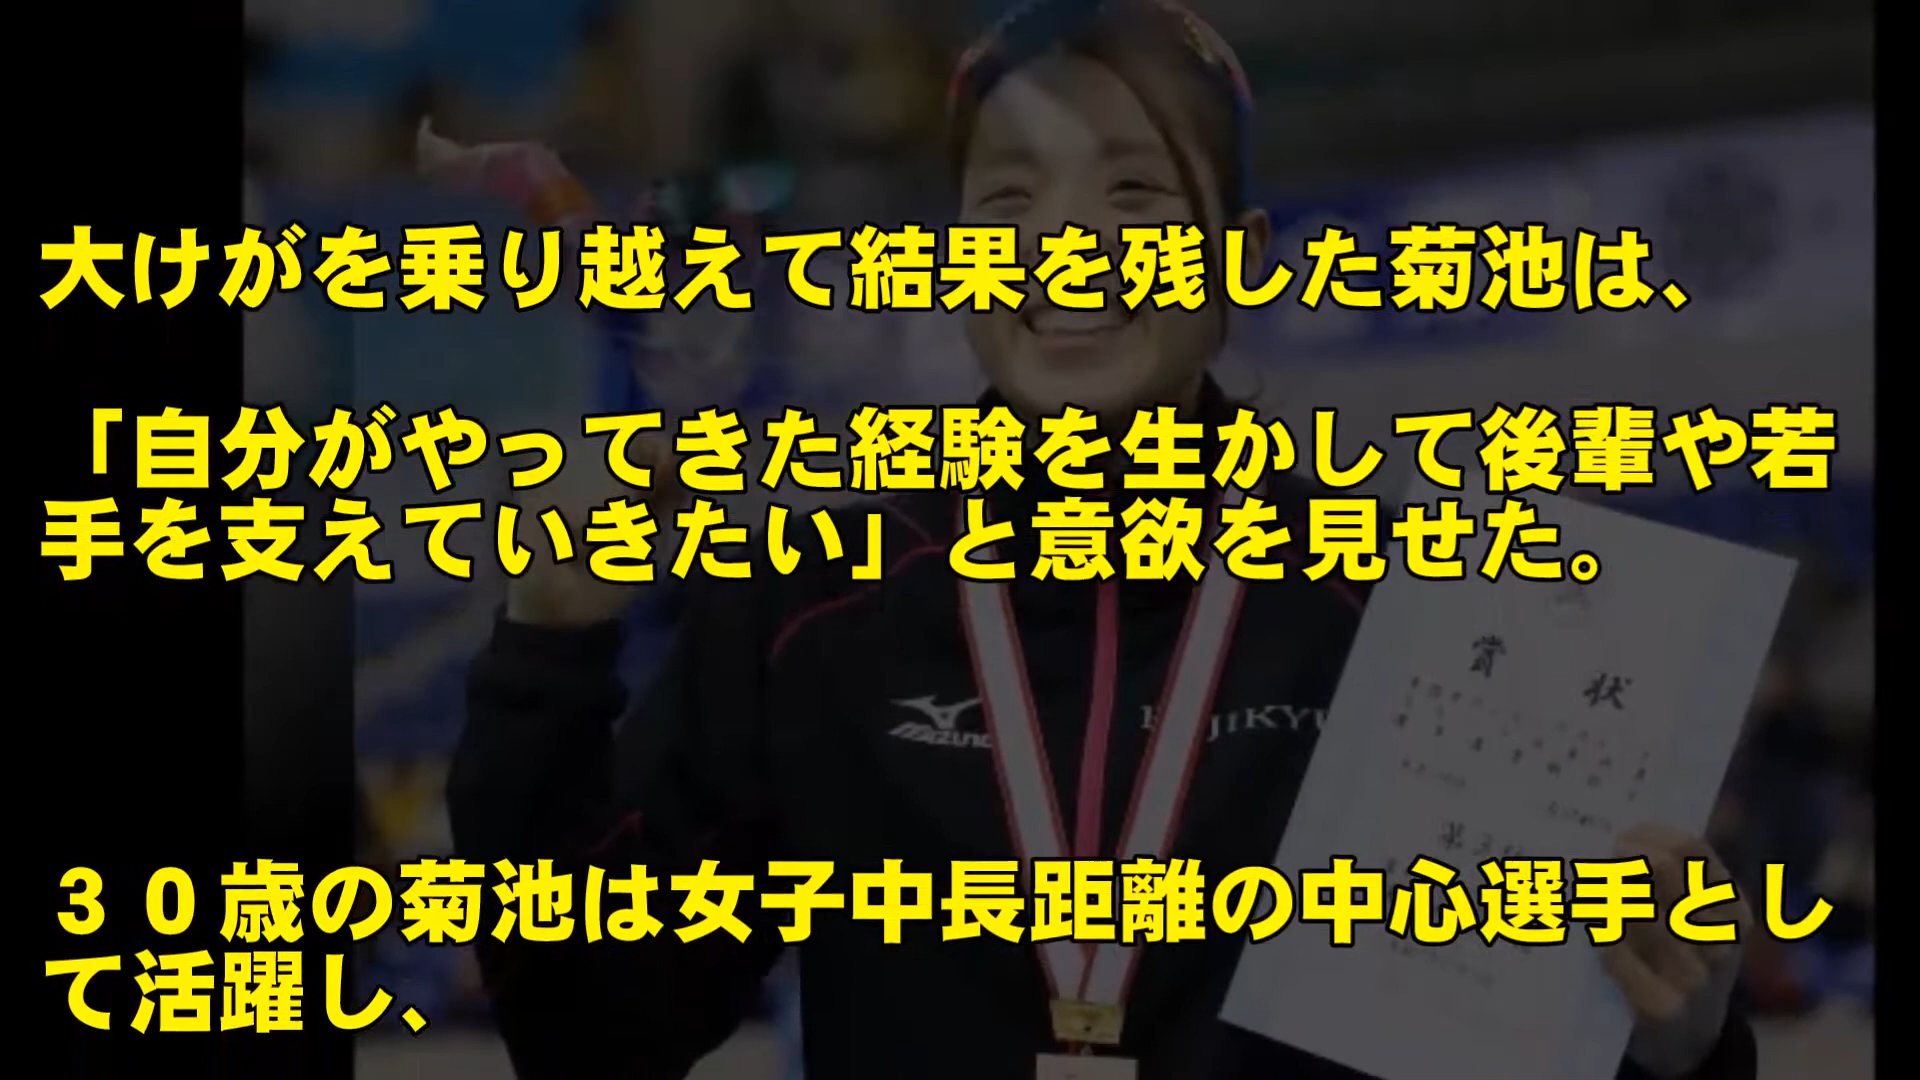 大けがを乗り越えて結果を残した菊池は、
「自分がやってきた経験を生かして後輩や若
手を支えていきたい」と意欲を見せた。
３０歳の菊池は女子中長距離の中心選手とし
て活躍し、
賞状
MIZUNO